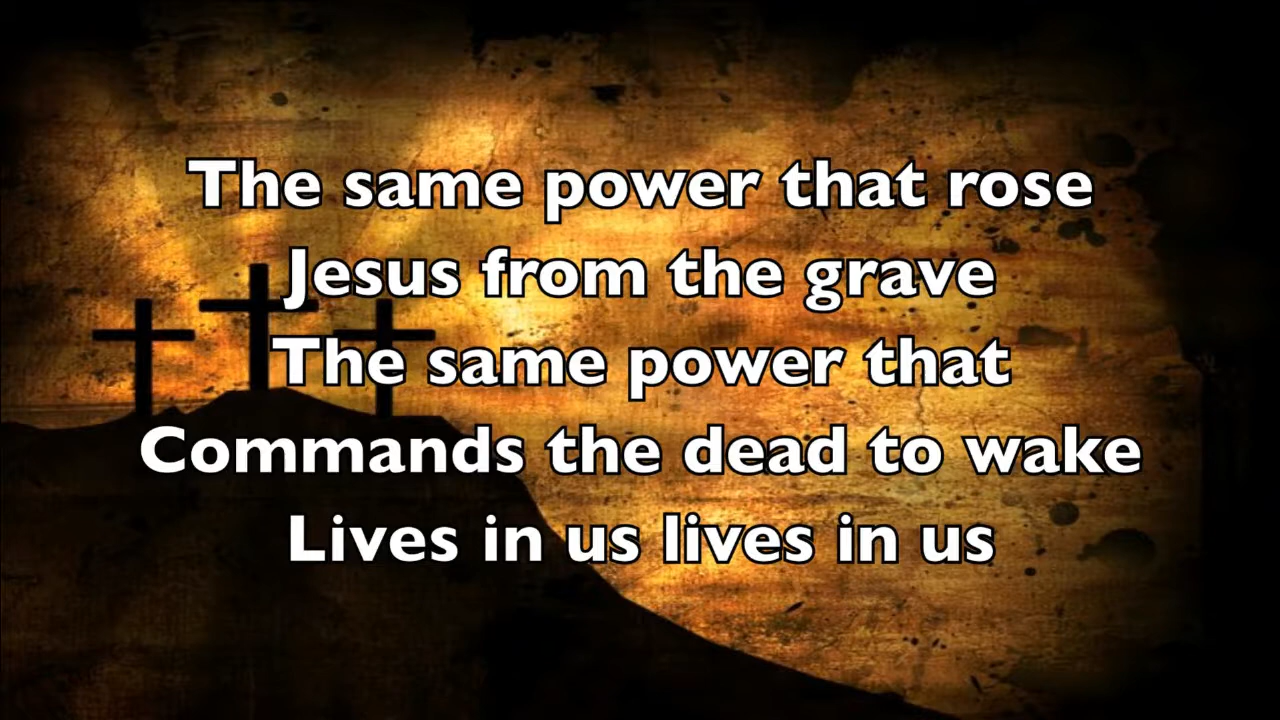 The same power that rose
Jesus from the grave
The same power that
Commands the dead to wake
Lives in us lives in us